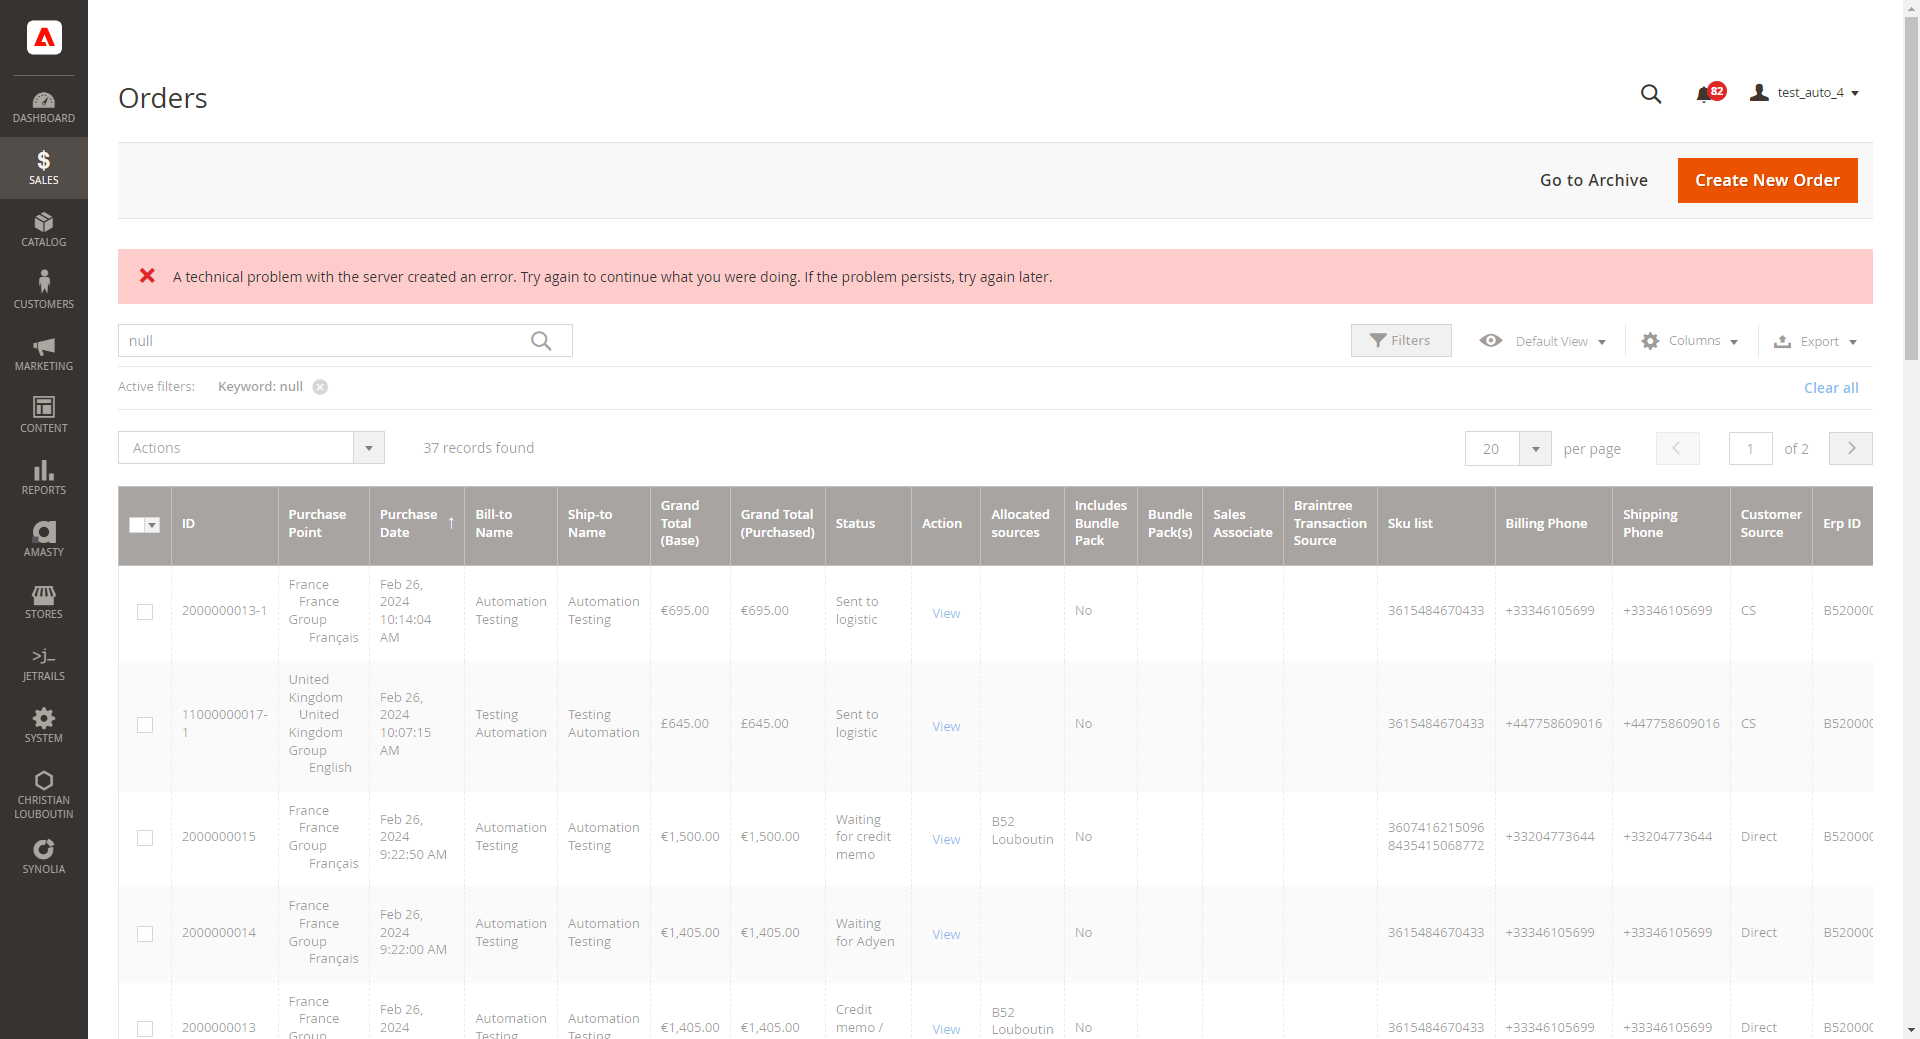 DASHBOARD
SALES
CATALOG
CUSTOMERS
MARKETING
CONTENT
REPORTS
AMASTY
STORES
>j_
JETRAILS
SYSTEM
CHRISTIAN
LOUBOUTIN
SYNOLIA
Orders
82
test_auto_4
Go to Archive
Create New Order
A technical problem with the server created an error. Try again to continue what you were doing. If the problem persists, try again later.
null
Filters
Default View
Columns
Export
Active filters:
Keyword: null
Clear all
Actions
37 records found
20
per page
1
of 2
ID
Purchase
Point
Purchase
Date
Bill-to
Name
Ship-to
Name
Grand
Total
(Base)
Grand Total
(Purchased)
Status
Action
Allocated
sources
Includes
Bundle
Pack
Bundle
Pack(s)
Sales
Associate
Braintree
Transaction
Source
Sku list
Billing Phone
Shipping
Phone
Customer
Source
Erp ID
2000000013-1
France
France
Group
Français
Feb 26,
2024
10:14:04
AM
Automation
Testing
Automation
Testing
€695.00
€695.00
Sent to
logistic
View
No
3615484670433
+33346105699
+33346105699
CS
B520000
11000000017-
1
United
Kingdom
United
Kingdom
Group
English
Feb 26,
2024
10:07:15
AM
Testing
Automation
Testing
Automation
£645.00
£645.00
Sent to
logistic
View
No
3615484670433
+447758609016
+447758609016
CS
B520000
2000000015
France
France
Group
Français
Feb 26,
2024
9:22:50 AM
Automation
Testing
Automation
Testing
€1,500.00
€1,500.00
Waiting
for credit
memo
View
B52
Louboutin
No
3607416215096
8435415068772
+33204773644
+33204773644
Direct
B520000
2000000014
France
France
Group
Français
Feb 26,
2024
9:22:00 AM
Automation
Testing
Automation
Testing
€1,405.00
€1,405.00
Waiting
for Adyen
View
No
3615484670433
+33346105699
+33346105699
Direct
B520000
2000000013
France
France
Group
Feb 26,
2024
Automation
Testing
Automation
Testing
€1,405.00
€1,405.00
Credit
memo /
View
B52
Louboutin
No
3615484670433
+33346105699
+33346105699
Direct
B520000